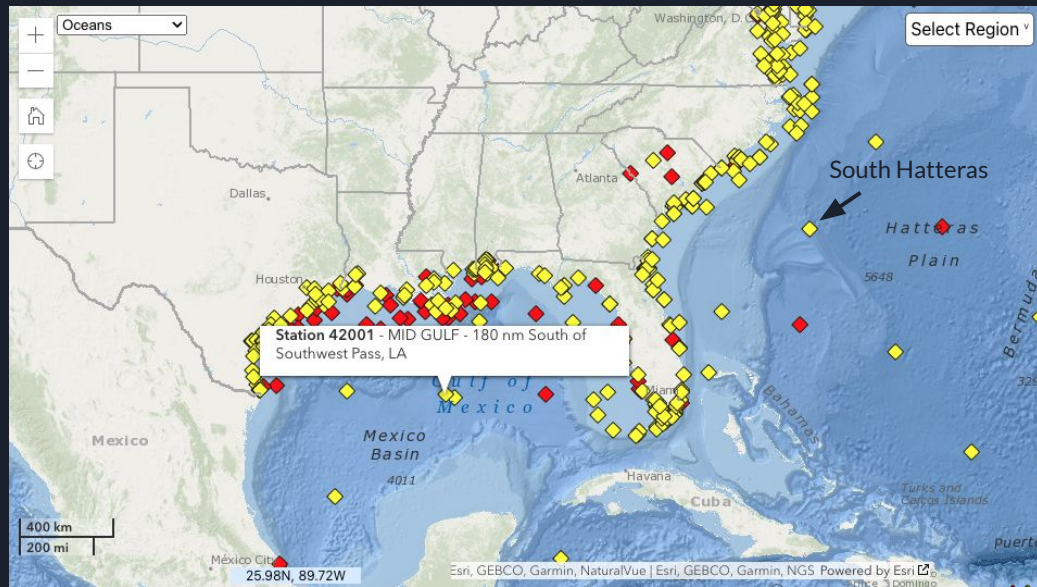 Oceans
Washington, D.C.
Select Region
South Hatteras
Atlanta
Dallas
Hatteras
Plain
5648
Houston
Bermuda
Station 42001 - MID GULF - 180 nm South of
Southwest Pass, LA
Gulf of
Mexico
Miami
Bahamas
Mexico
Mexico
Basin
4011
Havana
Cuba
Turks and
Caicos Islands
400 km
200 mi
México City
25.98N, 89.72W
Esri, GEBCO, Garmin, NaturalVue | Esri, GEBCO, Garmin, NGS Powered by Esri
Puerto
Domingo